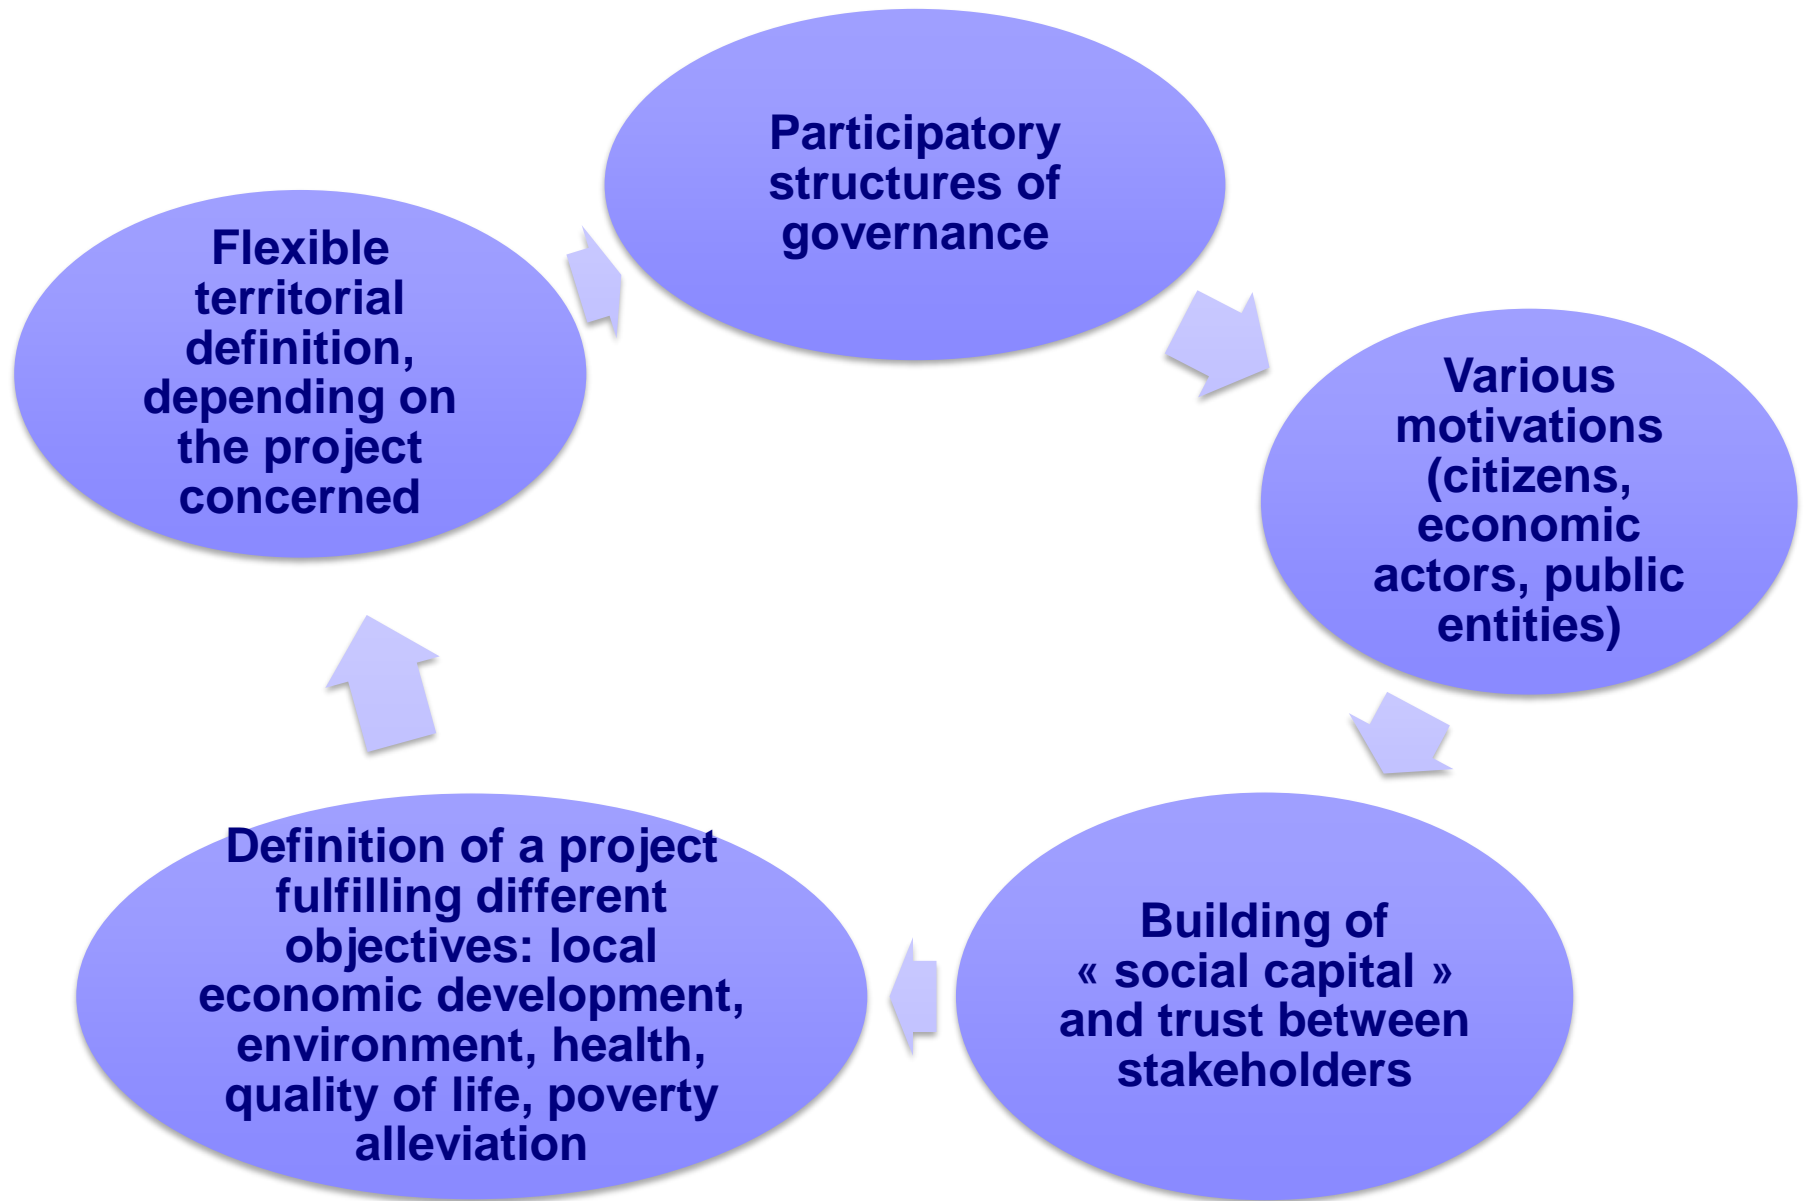 Participatory
structures of
governance
Various
motivations
(citizens,
economic
actors, public
entities)
Building of
« social capital »
and trust between
stakeholders
Definition of a project
fulfilling different
objectives: local
economic development,
environment, health,
quality of life, poverty
alleviation
Flexible
territorial
definition,
depending on
the project
concerned